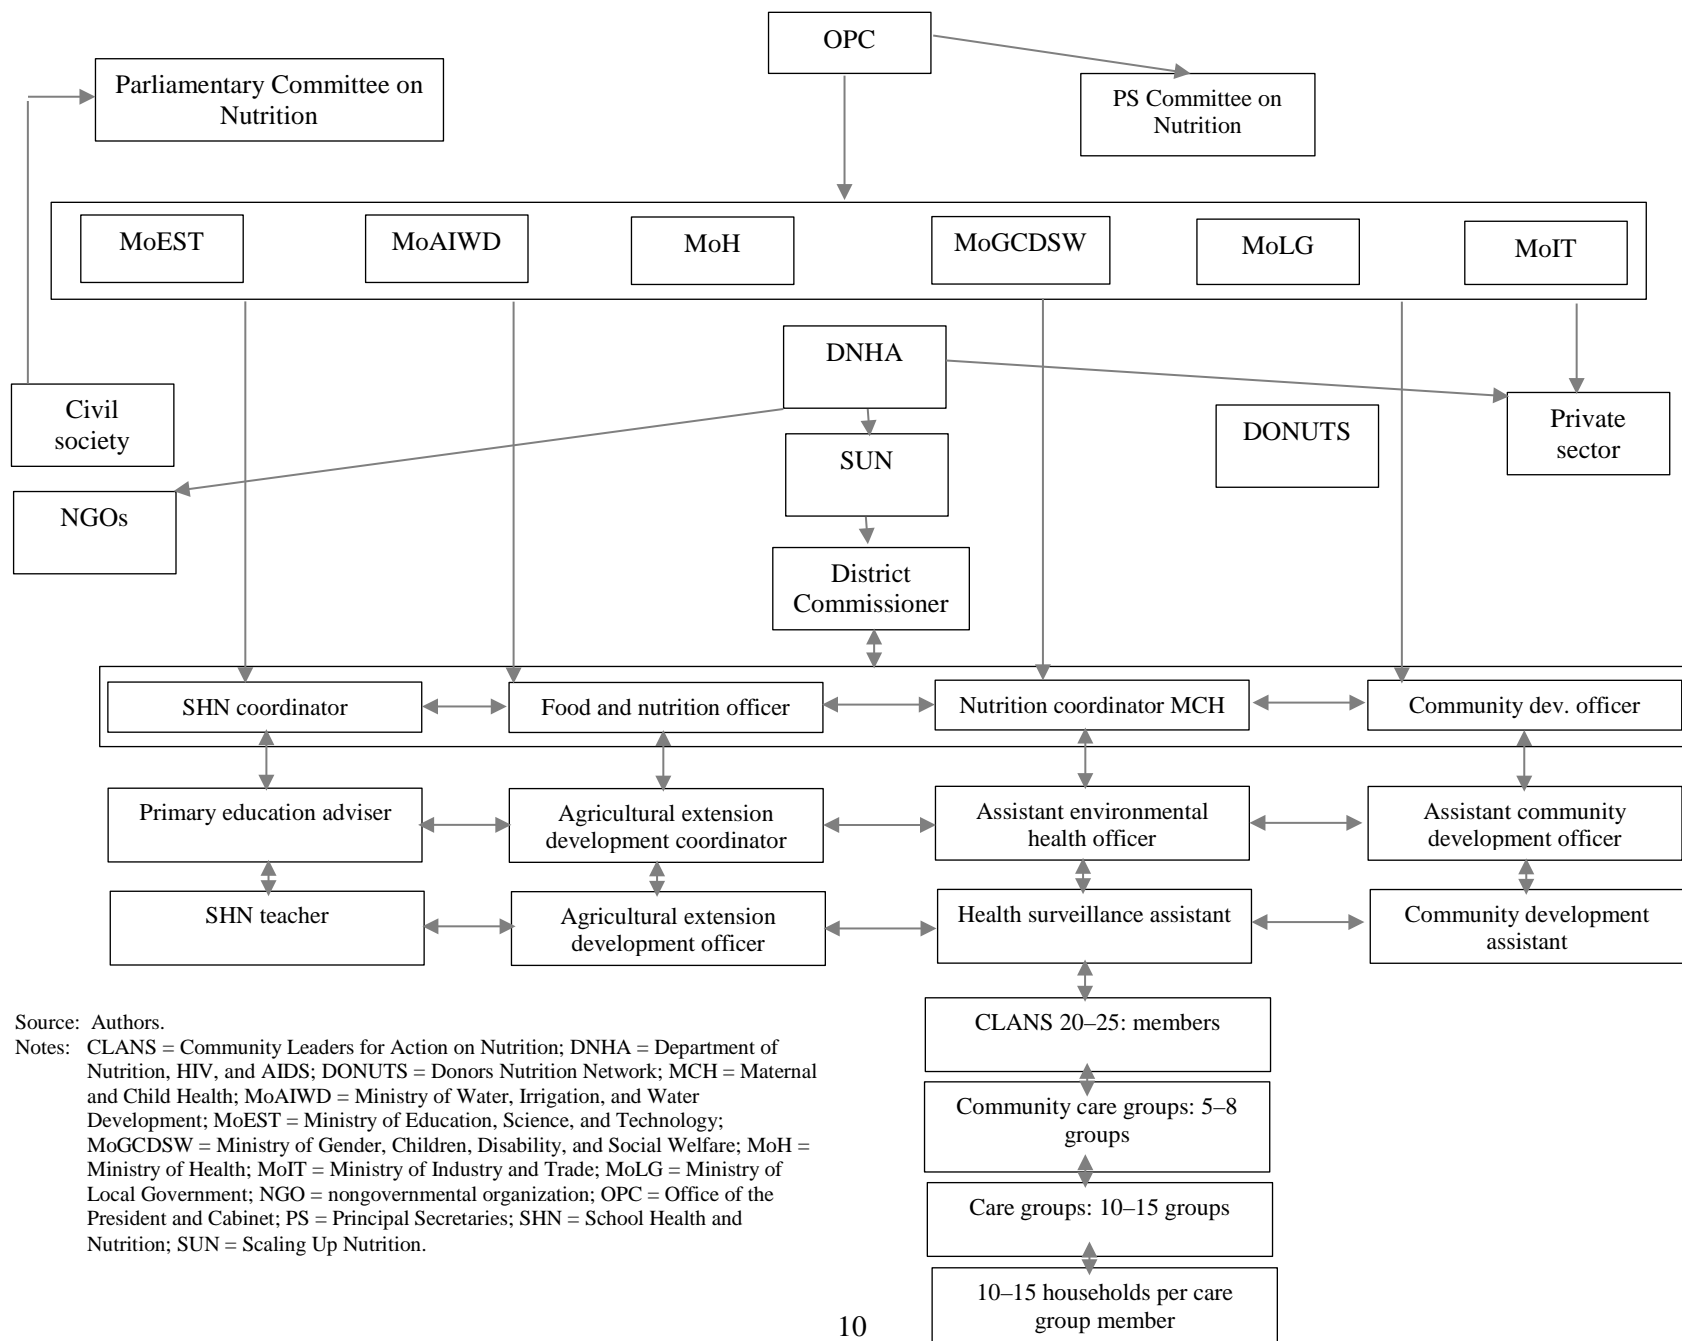 OPC
Parliamentary Committee on
Nutrition
PS Committee on
Nutrition
MoEST
MoAIWD
MoH
MoGCDSW
MoLG
MoIT
DNHA
Civil
society
DONUTS
Private
sector
SUN
NGOs
District
Commissioner
SHN coordinator
Food and nutrition officer
Nutrition coordinator MCH
Community dev. officer
Primary education adviser
Agricultural extension
development coordinator
Assistant environmental
health officer
Assistant community
development officer
SHN teacher
Agricultural extension
development officer
Health surveillance assistant
Community development
assistant
CLANS 20–25: members
Community care groups: 5–8
groups
Care groups: 10–15 groups
10–15 households per care
group member
Source: Authors.
Notes: CLANS = Community Leaders for Action on Nutrition; DNHA = Department of
Nutrition, HIV, and AIDS; DONUTS = Donors Nutrition Network; MCH = Maternal
and Child Health; MoAIWD = Ministry of Water, Irrigation, and Water
Development; MoEST = Ministry of Education, Science, and Technology;
MoGCDSW = Ministry of Gender, Children, Disability, and Social Welfare; MoH =
Ministry of Health; MoIT = Ministry of Industry and Trade; MoLG = Ministry of
Local Government; NGO = nongovernmental organization; OPC = Office of the
President and Cabinet; PS = Principal Secretaries; SHN = School Health and
Nutrition; SUN = Scaling Up Nutrition.
10